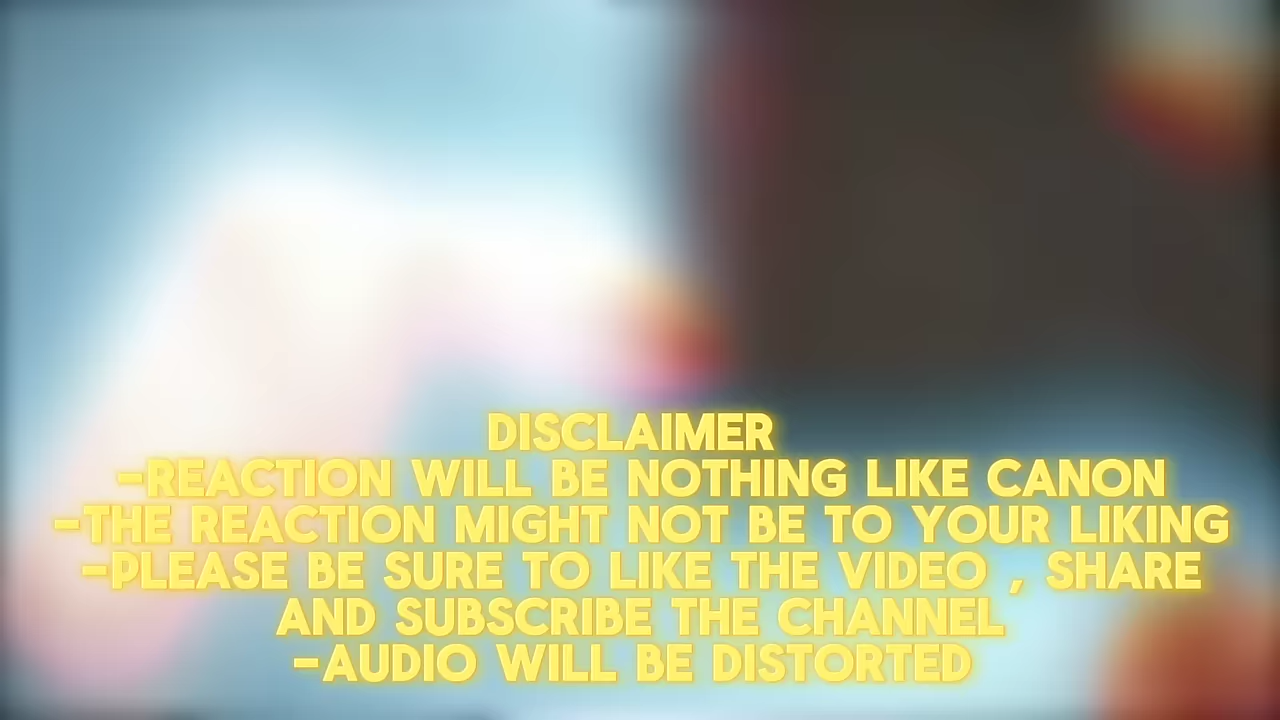 DISCLAIMER
-REACTION WILL BE NOTHING LIKE CANON
-THE REACTION MIGHT NOT BE TO YOUR LIKING
-PLEASE BE SURE TO LIKE THE VIDEO , SHARE
AND SUBSCRIBE THE CHANNEL
-AUDIO WILL BE DISTORTED